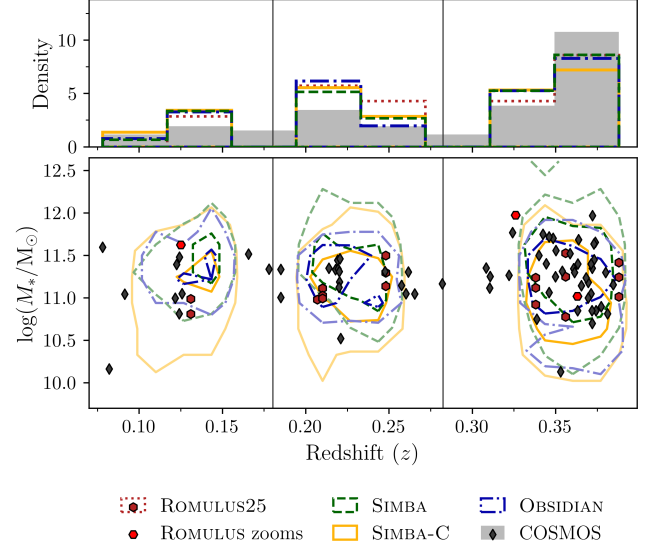 Density
10
5
0
log(M*/M⊙)
12.5
12.0
11.5
11.0
10.5
10.0
0.10 0.15 0.20 0.25 0.30 0.35
Redshift (z)
ROMULUS25 SIMBA OBSIDIAN
ROMULUS ZOOMS SIMBA-C COSMOS